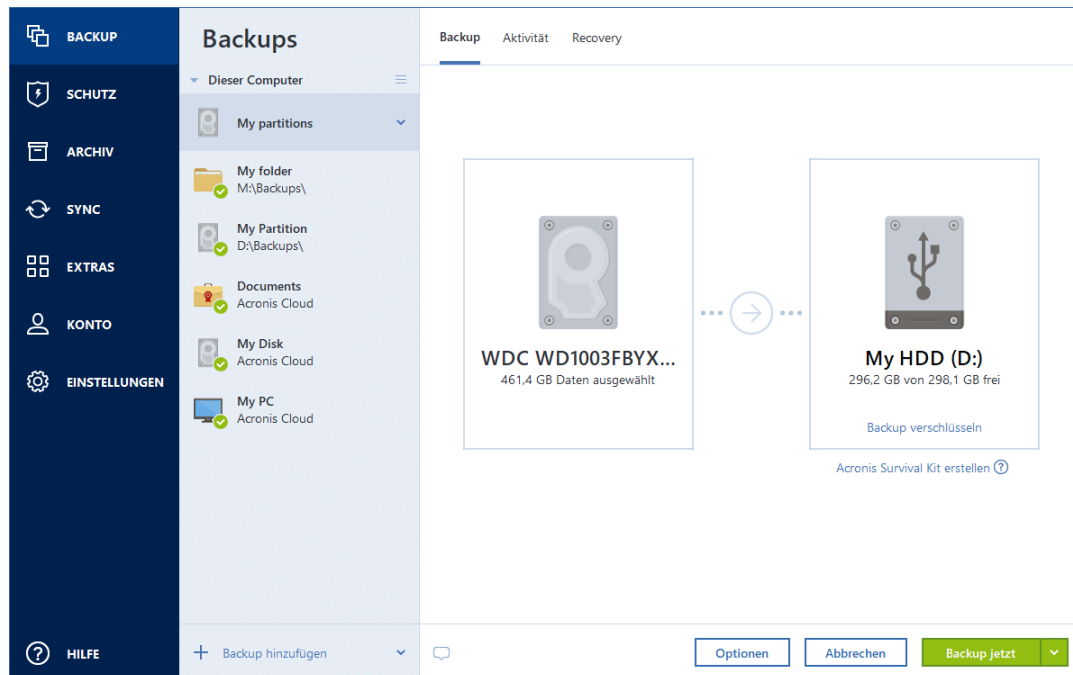 BACKUP
SCHUTZ
ARCHIV
SYNC
EXTRAS
KONTO
EINSTELLUNGEN
HILFE
Backups
Dieser Computer
My partitions
My folder
M:\Backups\
My Partition
D:\Backups\
Documents
Acronis Cloud
My Disk
Acronis Cloud
My PC
Acronis Cloud
Backup hinzufügen
Backup Aktivität Recovery
WDC WD1003FBYX...
461,4 GB Daten ausgewählt
My HDD (D:)
296,2 GB von 298,1 GB frei
Backup verschlüsseln
Acronis Survival Kit erstellen ?
Optionen Abbrechen Backup jetzt